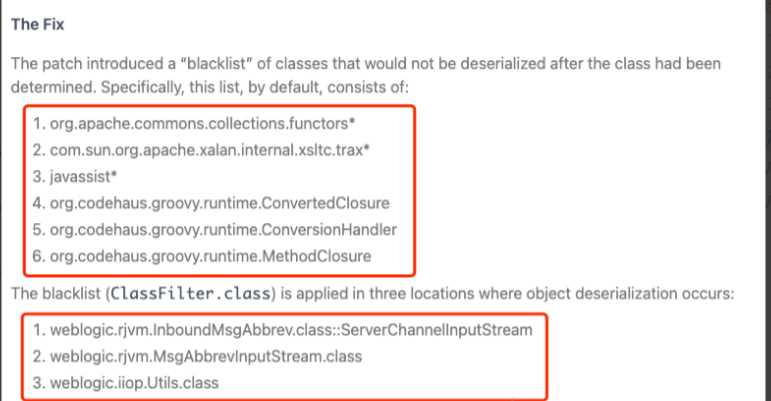 The Fix
The patch introduced a “blacklist” of classes that would not be deserialized after the class had been
determined. Specifically, this list, by default, consists of:
1. org.apache.commons.collections.functors*
2. com.sun.org.apache.xalan.internal.xsltc.trax*
3. javassist*
4. org.codehaus.groovy.runtime.ConvertedClosure
5. org.codehaus.groovy.runtime.ConversionHandler
6. org.codehaus.groovy.runtime.MethodClosure
The blacklist (ClassFilter.class) is applied in three locations where object deserialization occurs:
1. weblogic.rjvm.InboundMsgAbbrev.class::ServerChannelInputStream
2. weblogic.rjvm.MsgAbbrevInputStream.class
3. weblogic.iiop.Utils.class